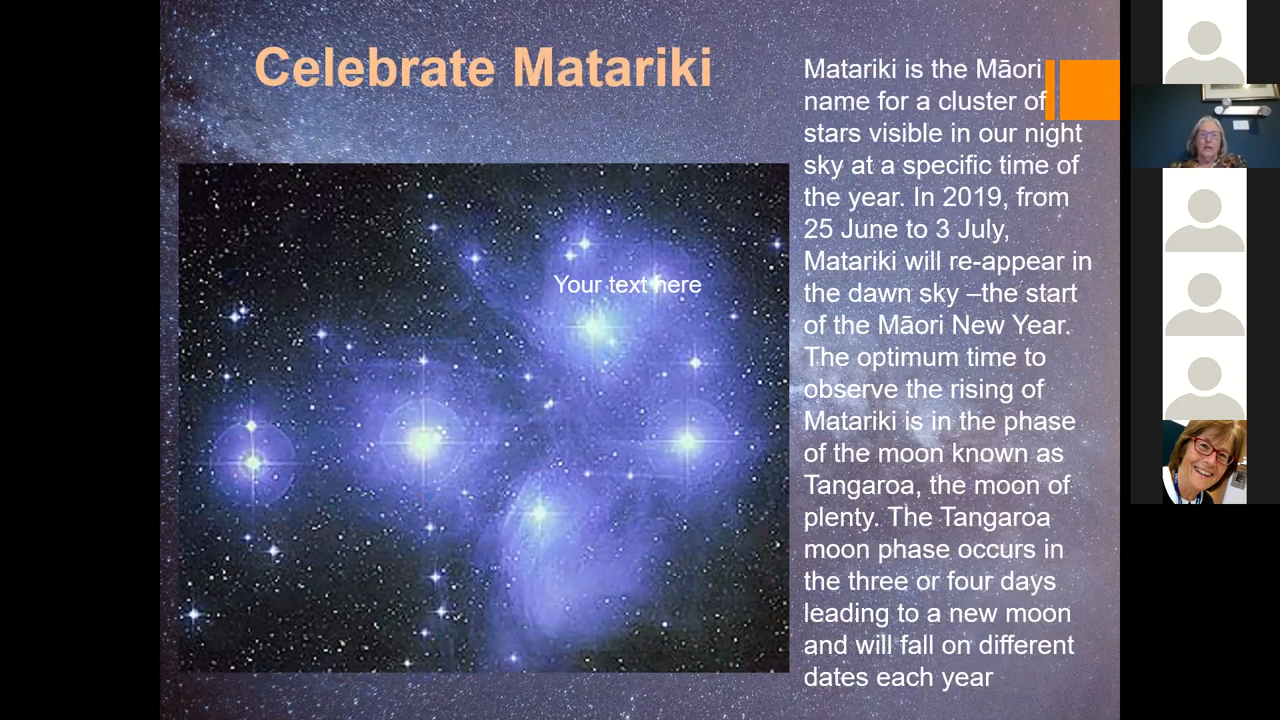 Celebrate Matariki
Your text here
Matariki is the Māori
name for a cluster of
stars visible in our night
sky at a specific time of
the year. In 2019, from
25 June to 3 July,
Matariki will re-appear in
the dawn sky –the start
of the Māori New Year.
The optimum time to
observe the rising of
Matariki is in the phase
of the moon known as
Tangaroa, the moon of
plenty. The Tangaroa
moon phase occurs in
the three or four days
leading to a new moon
and will fall on different
dates each year